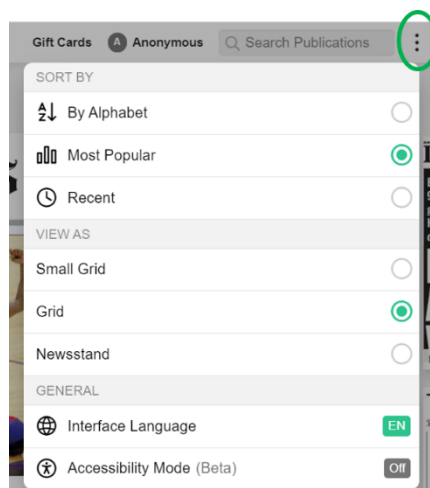 Gift Cards A Anonymous Search Publications
SORT BY
By Alphabet
Most Popular
Recent
VIEW AS
Small Grid
Grid
Newsstand
GENERAL
Interface Language EN
Accessibility Mode (Beta) Off